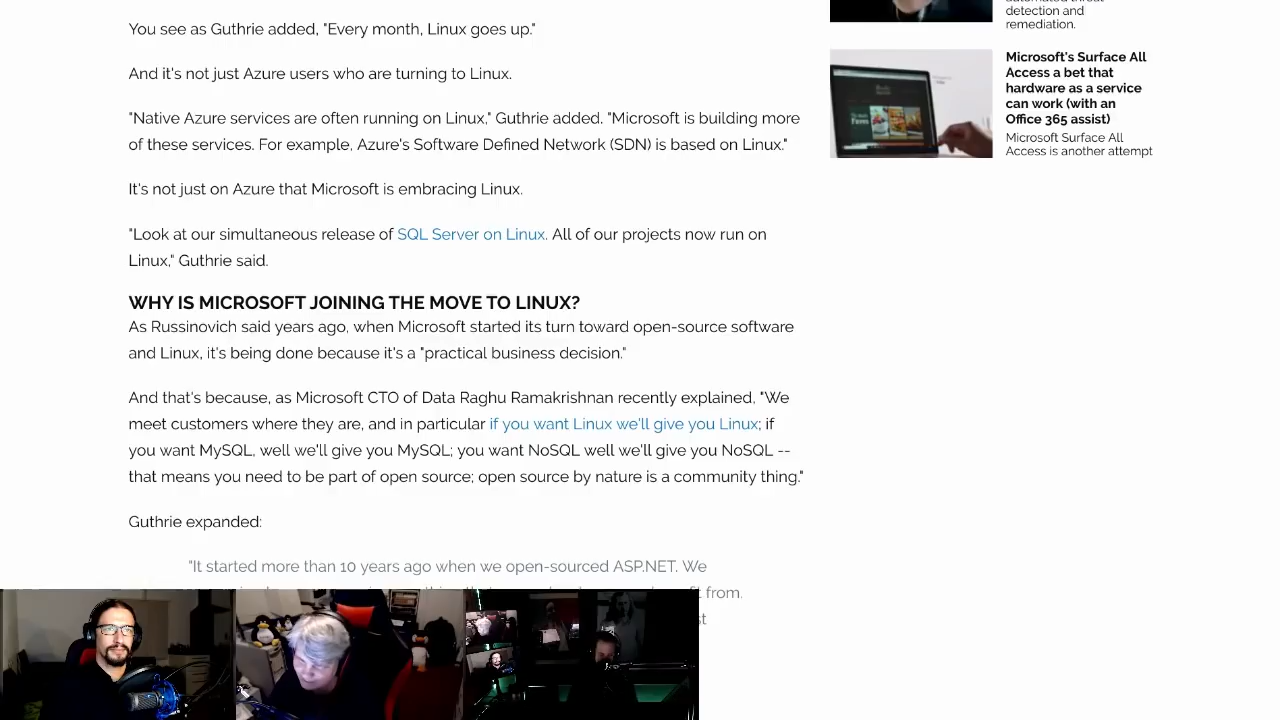 You see as Guthrie added, "Every month, Linux goes up."
And it's not just Azure users who are turning to Linux.
"Native Azure services are often running on Linux," Guthrie added. "Microsoft is building more
of these services. For example, Azure's Software Defined Network (SDN) is based on Linux."
It's not just on Azure that Microsoft is embracing Linux.
"Look at our simultaneous release of SQL Server on Linux. All of our projects now run on
Linux," Guthrie said.
WHY IS MICROSOFT JOINING THE MOVE TO LINUX?
As Russinovich said years ago, when Microsoft started its turn toward open-source software
and Linux, it's being done because it's a "practical business decision."
And that's because, as Microsoft CTO of Data Raghu Ramakrishnan recently explained, "We
meet customers where they are, and in particular if you want Linux we'll give you Linux; if
you want MySQL, well we'll give you MySQL; you want NoSQL well we'll give you NoSQL --
that means you need to be part of open source; open source by nature is a community thing."
Guthrie expanded:
"It started more than 10 years ago when we open-sourced ASP.NET. We
from.
detection and
remediation.
Microsoft's Surface All
Access a bet that
hardware as a service
can work (with an
Office 365 assist)
Microsoft Surface All
Access is another attempt